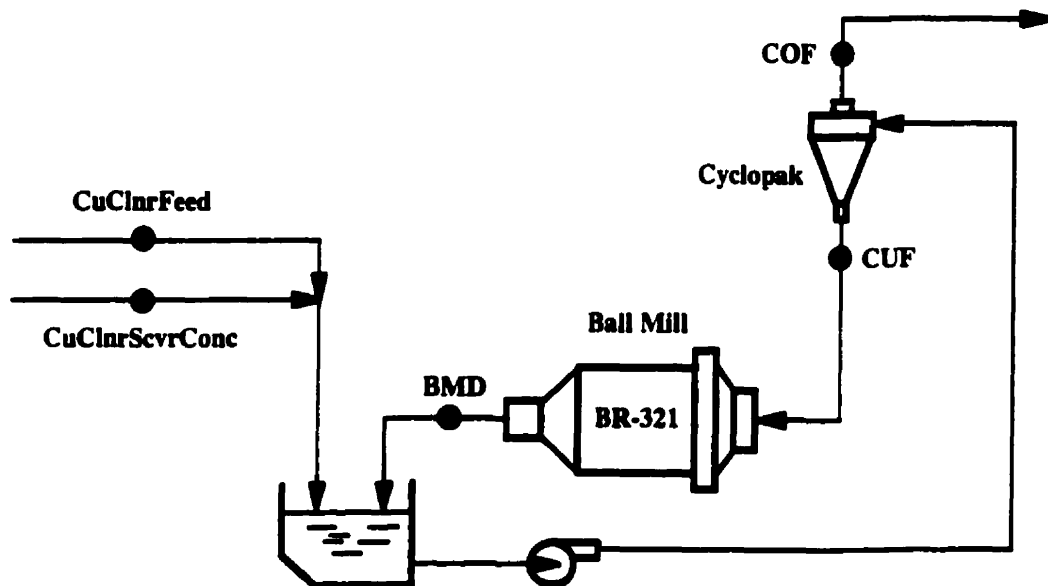 COF
Cyclopak
CuClnrFeed
CUF
CuClnrScvrConc
Ball Mill
BMD
BR-321